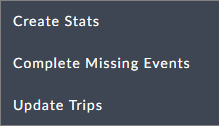 Create Stats
Complete Missing Events
Update Trips